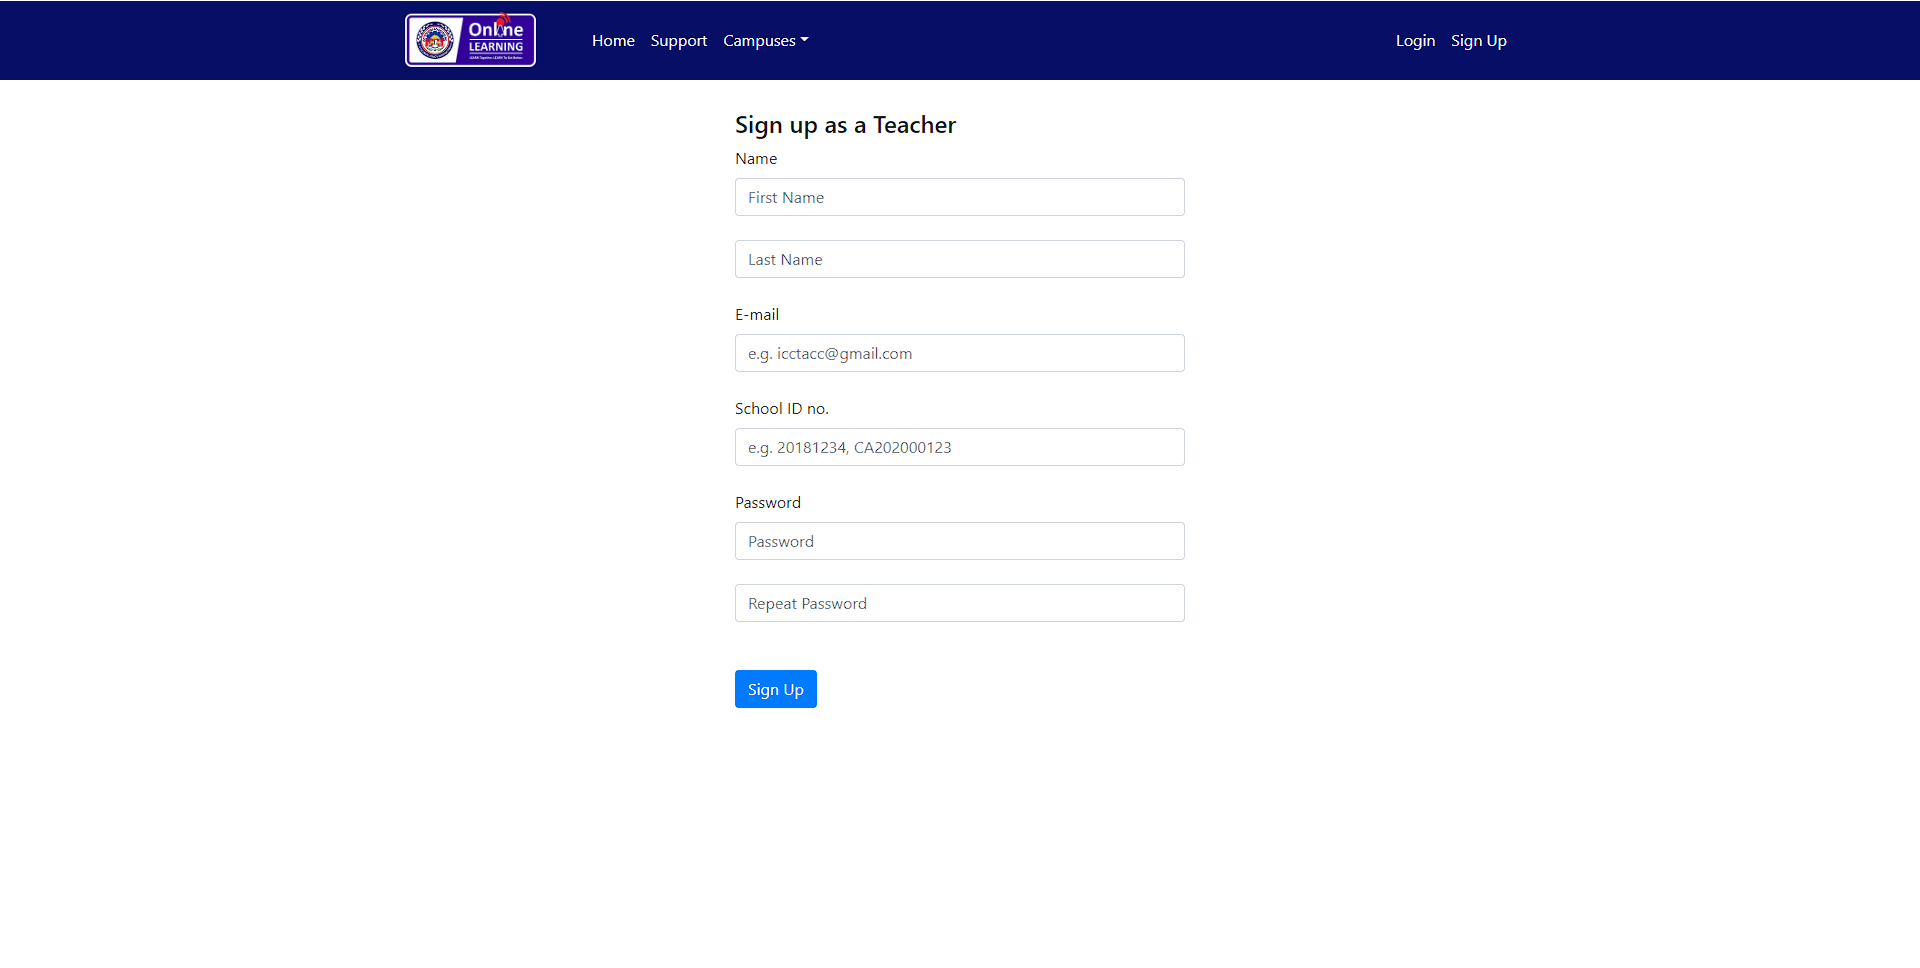 Online
LEARNING
Home Support Campuses Login Sign Up
Sign up as a Teacher
Name
First Name
Last Name
E-mail
e.g. icctacc@gmail.com
School ID no.
e.g. 20181234, CA202000123
Password
Password
Repeat Password
Sign Up